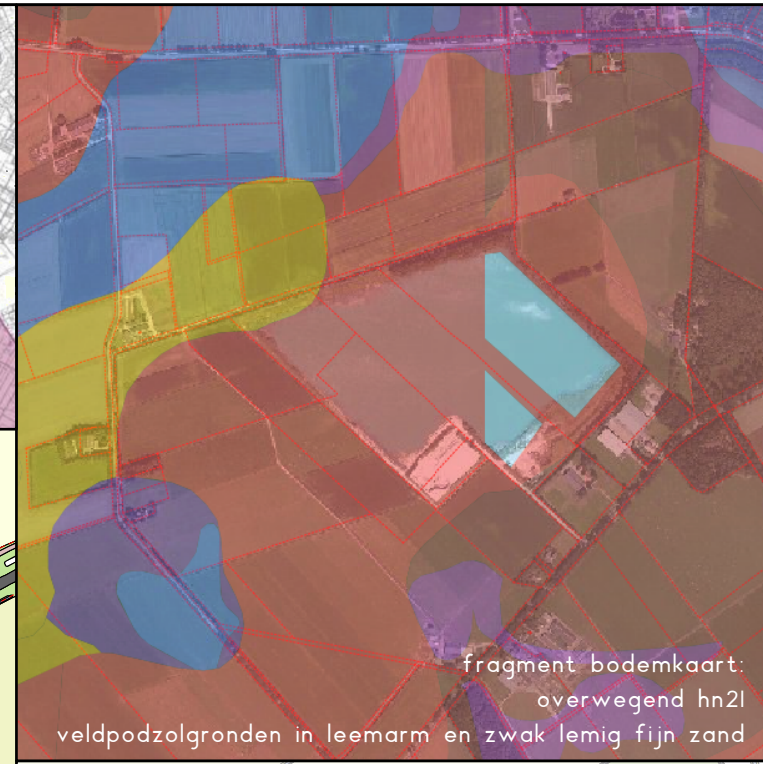 fragment bodemkaart:
overwegend hn21
veldpodzolgronden in leemarm en zwak lemig fijn zand